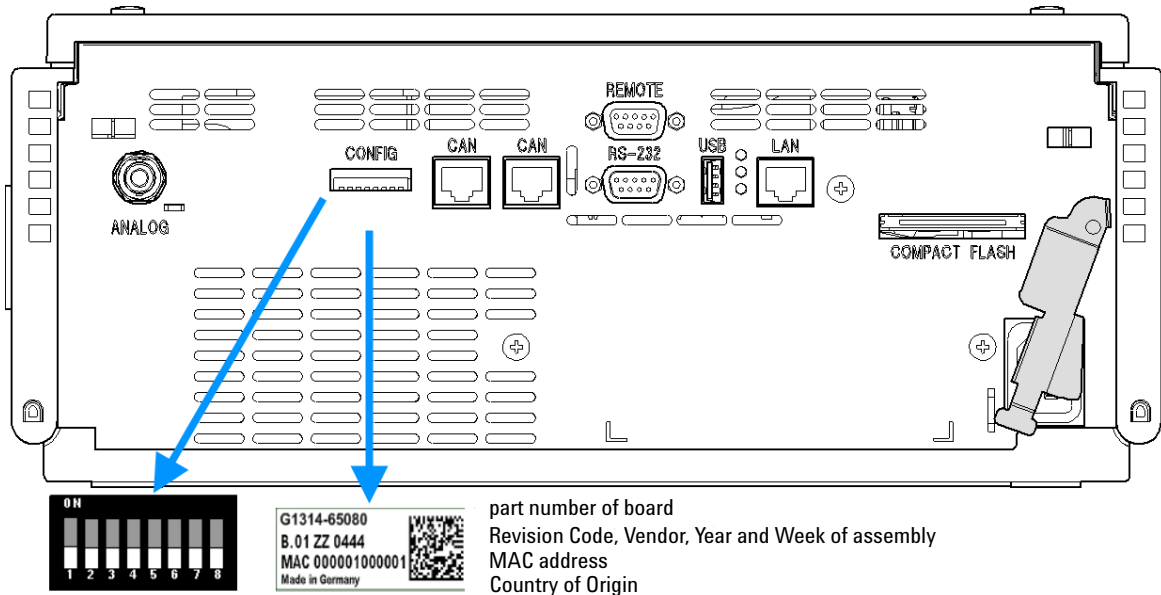 REMOTE
CONFIG
CAN
CAN
RS-232
USB
LAN
ANALOG
COMPACT FLASH
ON
1 2 3 4 5 6 7 8
G1314-65080
B.01 ZZ 0444
MAC 000001000001
Made in Germany
part number of board
Revision Code, Vendor, Year and Week of assembly
MAC address
Country of Origin